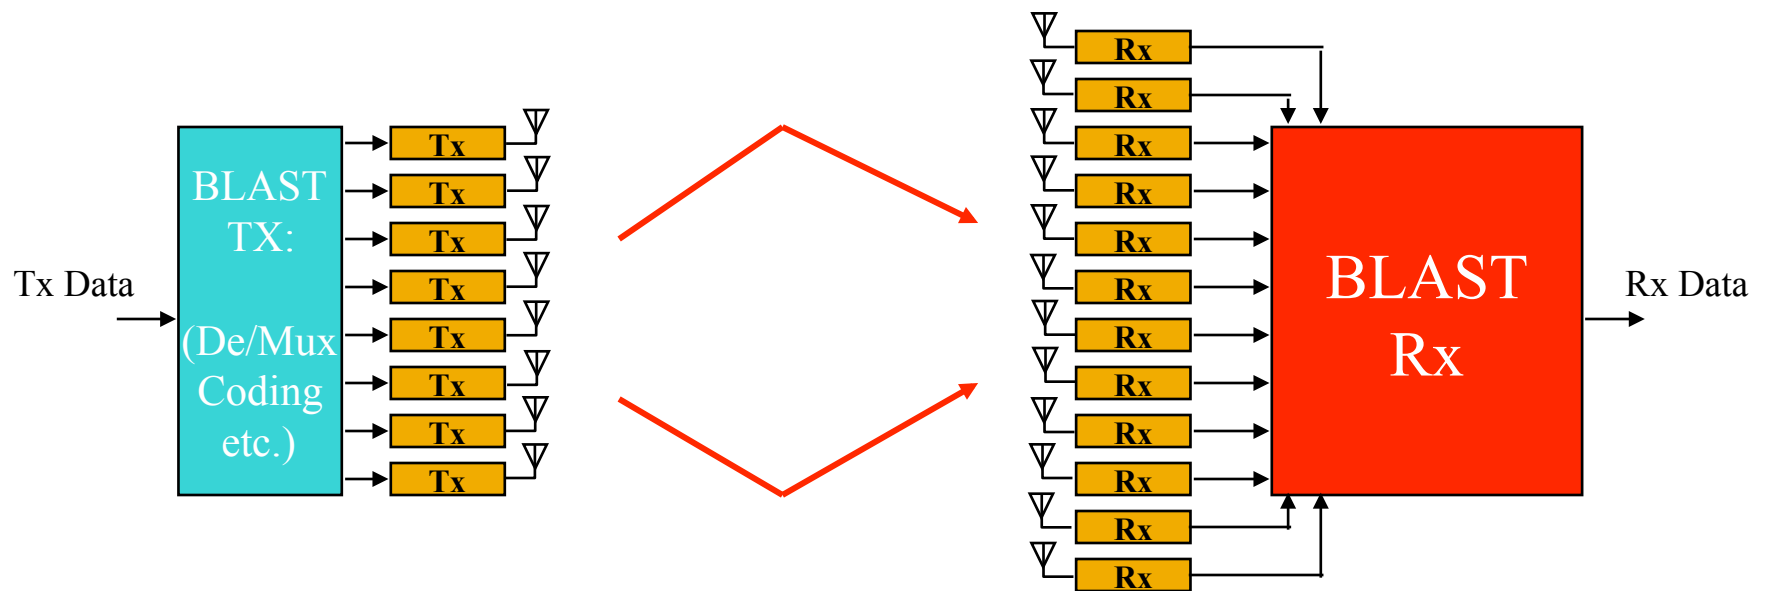 Tx Data
BLAST
TX:
(De/Mux
Coding
etc.)
Tx
Tx
Tx
Tx
Tx
Tx
Tx
Tx
Rx
Rx
Rx
Rx
Rx
Rx
Rx
Rx
Rx
Rx
Rx
Rx
BLAST
Rx
Rx Data